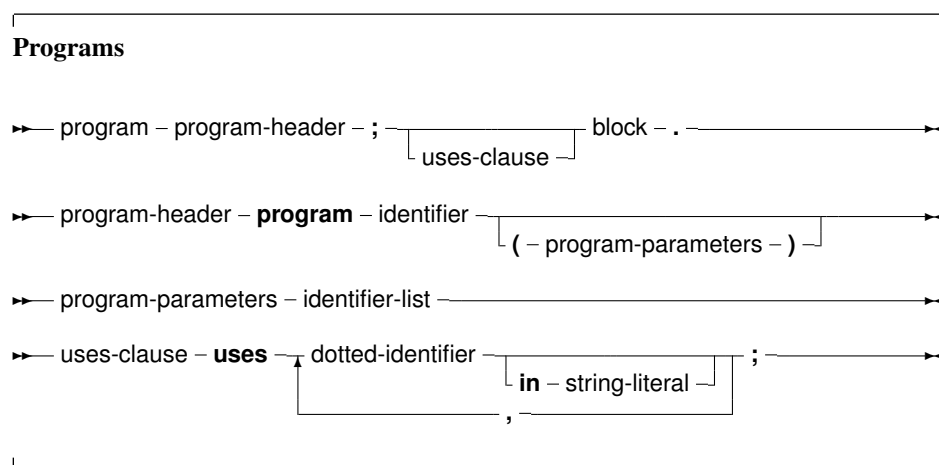 Programs
program program-header ; block .
uses-clause
program-header program identifier
( program-parameters )
program-parameters identifier-list
uses-clause uses dotted-identifier ;
in string-literal
,